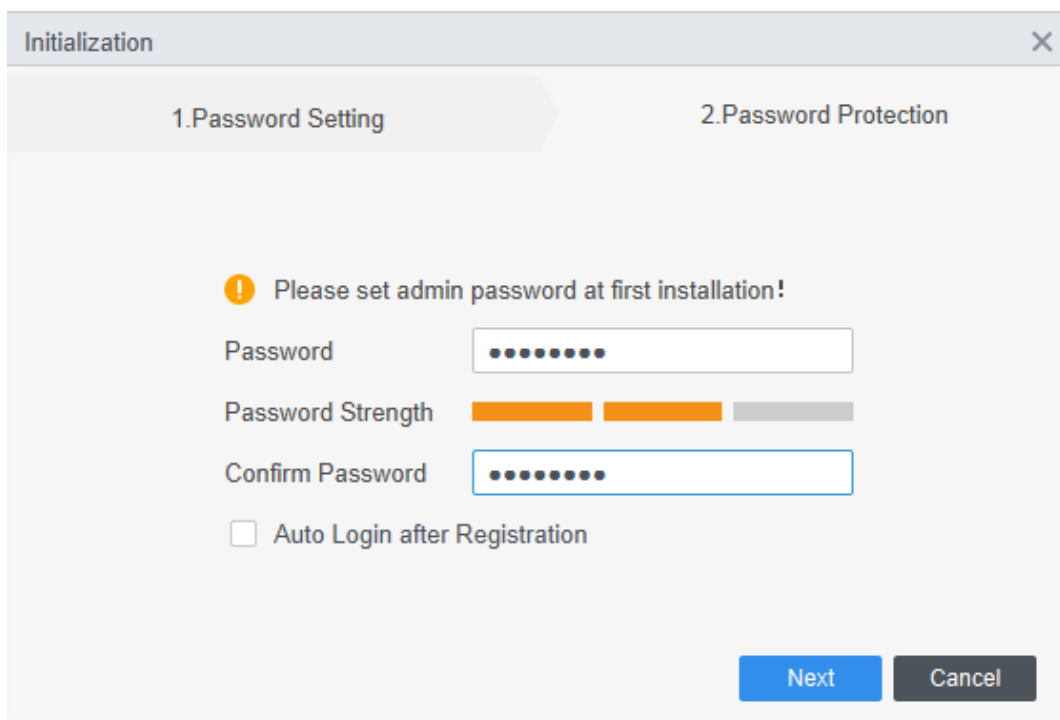 Initialization
1.Password Setting
2.Password Protection
Please set admin password at first installation!
Password
••••••••
Password Strength
Confirm Password
••••••••
Auto Login after Registration
Next
Cancel